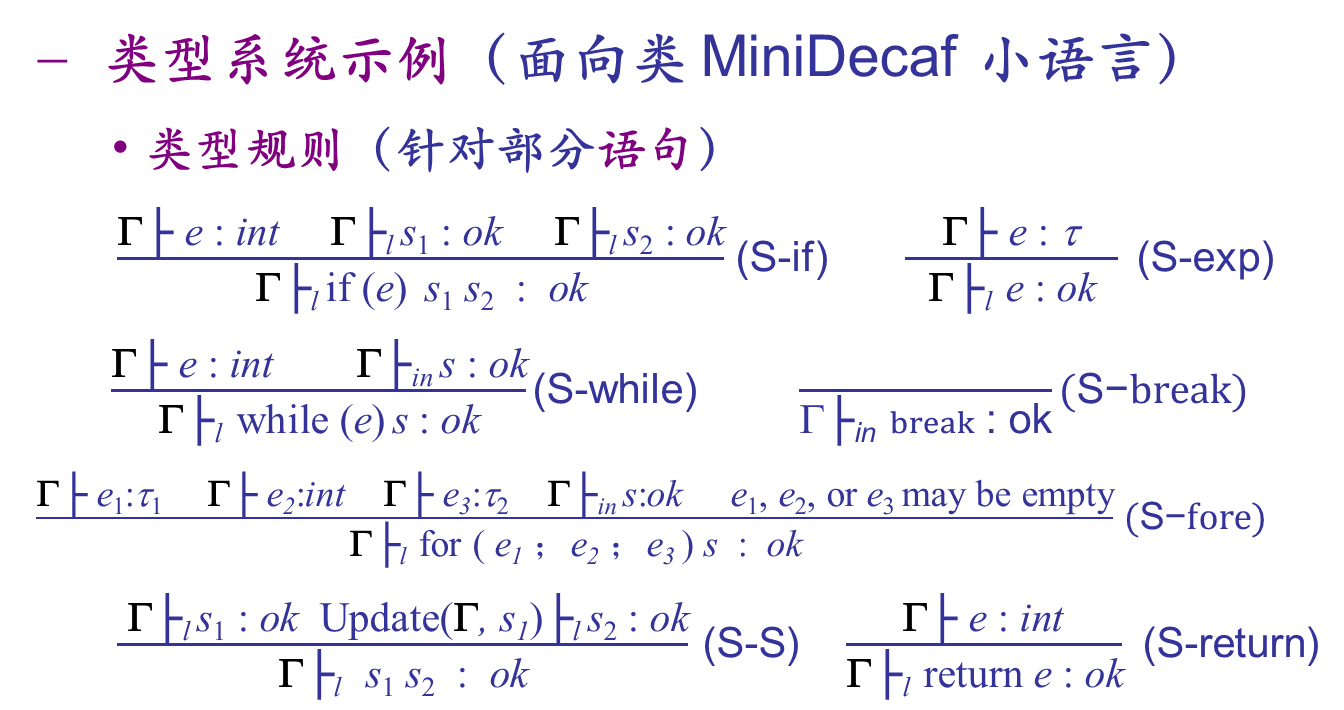 – 类型系统示例（面向类 MiniDecaf 小语言）
• 类型规则（针对部分语句）
Γ ├ e : int Γ ├l s1 : ok Γ ├l s2 : ok
(S-if)
Γ ├l if (e) s1 s2 : ok
Γ ├ e : τ
(S-exp)
Γ ├l e : ok
Γ ├ e : int Γ ├in s : ok
(S-while)
Γ ├l while (e) s : ok
(S−break)
Γ ├in break : ok
Γ ├ e1:τ1 Γ ├ e2:int Γ ├ e3:τ2 Γ ├in s:ok e1, e2, or e3 may be empty
(S−fore)
Γ ├l for ( e1 ； e2 ； e3 ) s : ok
Γ ├l s1 : ok Update(Γ, s1) ├l s2 : ok
(S-S)
Γ ├l s1 s2 : ok
Γ ├ e : int
(S-return)
Γ ├l return e : ok